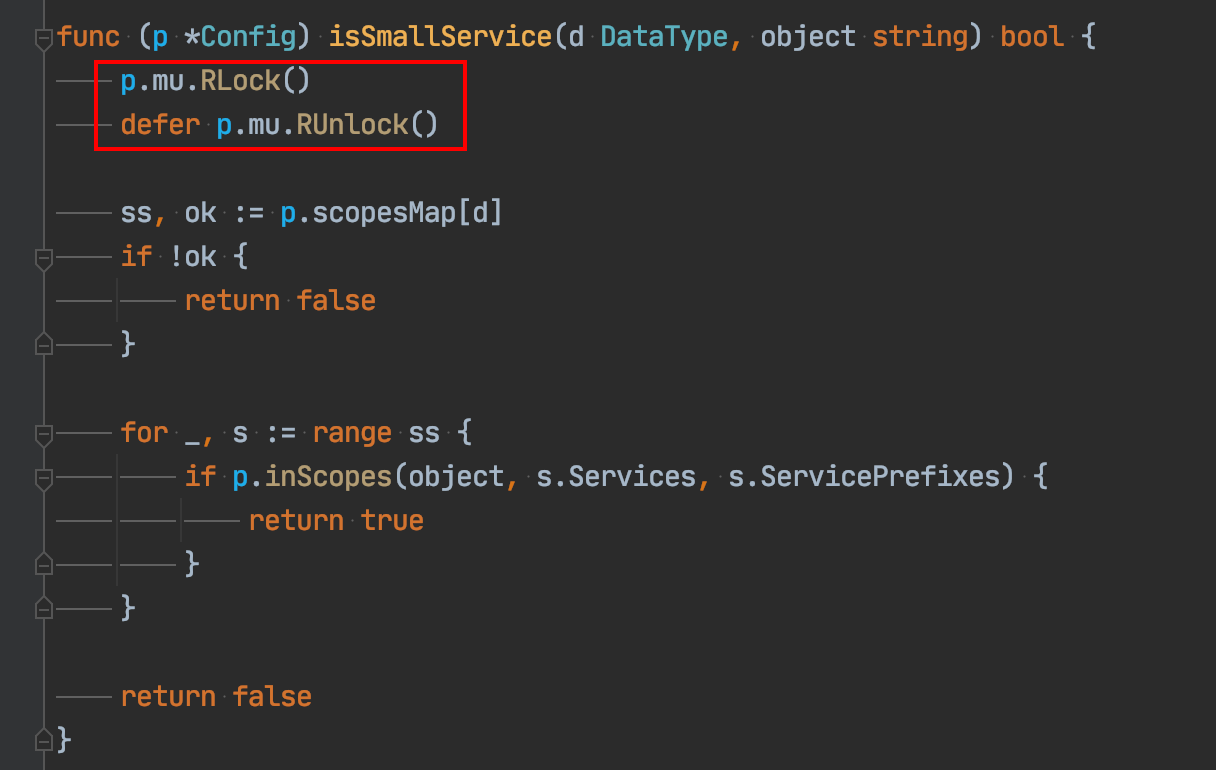 func (p *Config) isSmallService(d DataType, object string) bool {
p.mu.RLock()
defer p.mu.RUnlock()
ss, ok := p.scopesMap[d]
if !ok {
return false
}
for _, s := range ss {
if p.inScopes(object, s.Services, s.ServicePrefixes) {
return true
}
}
return false
}